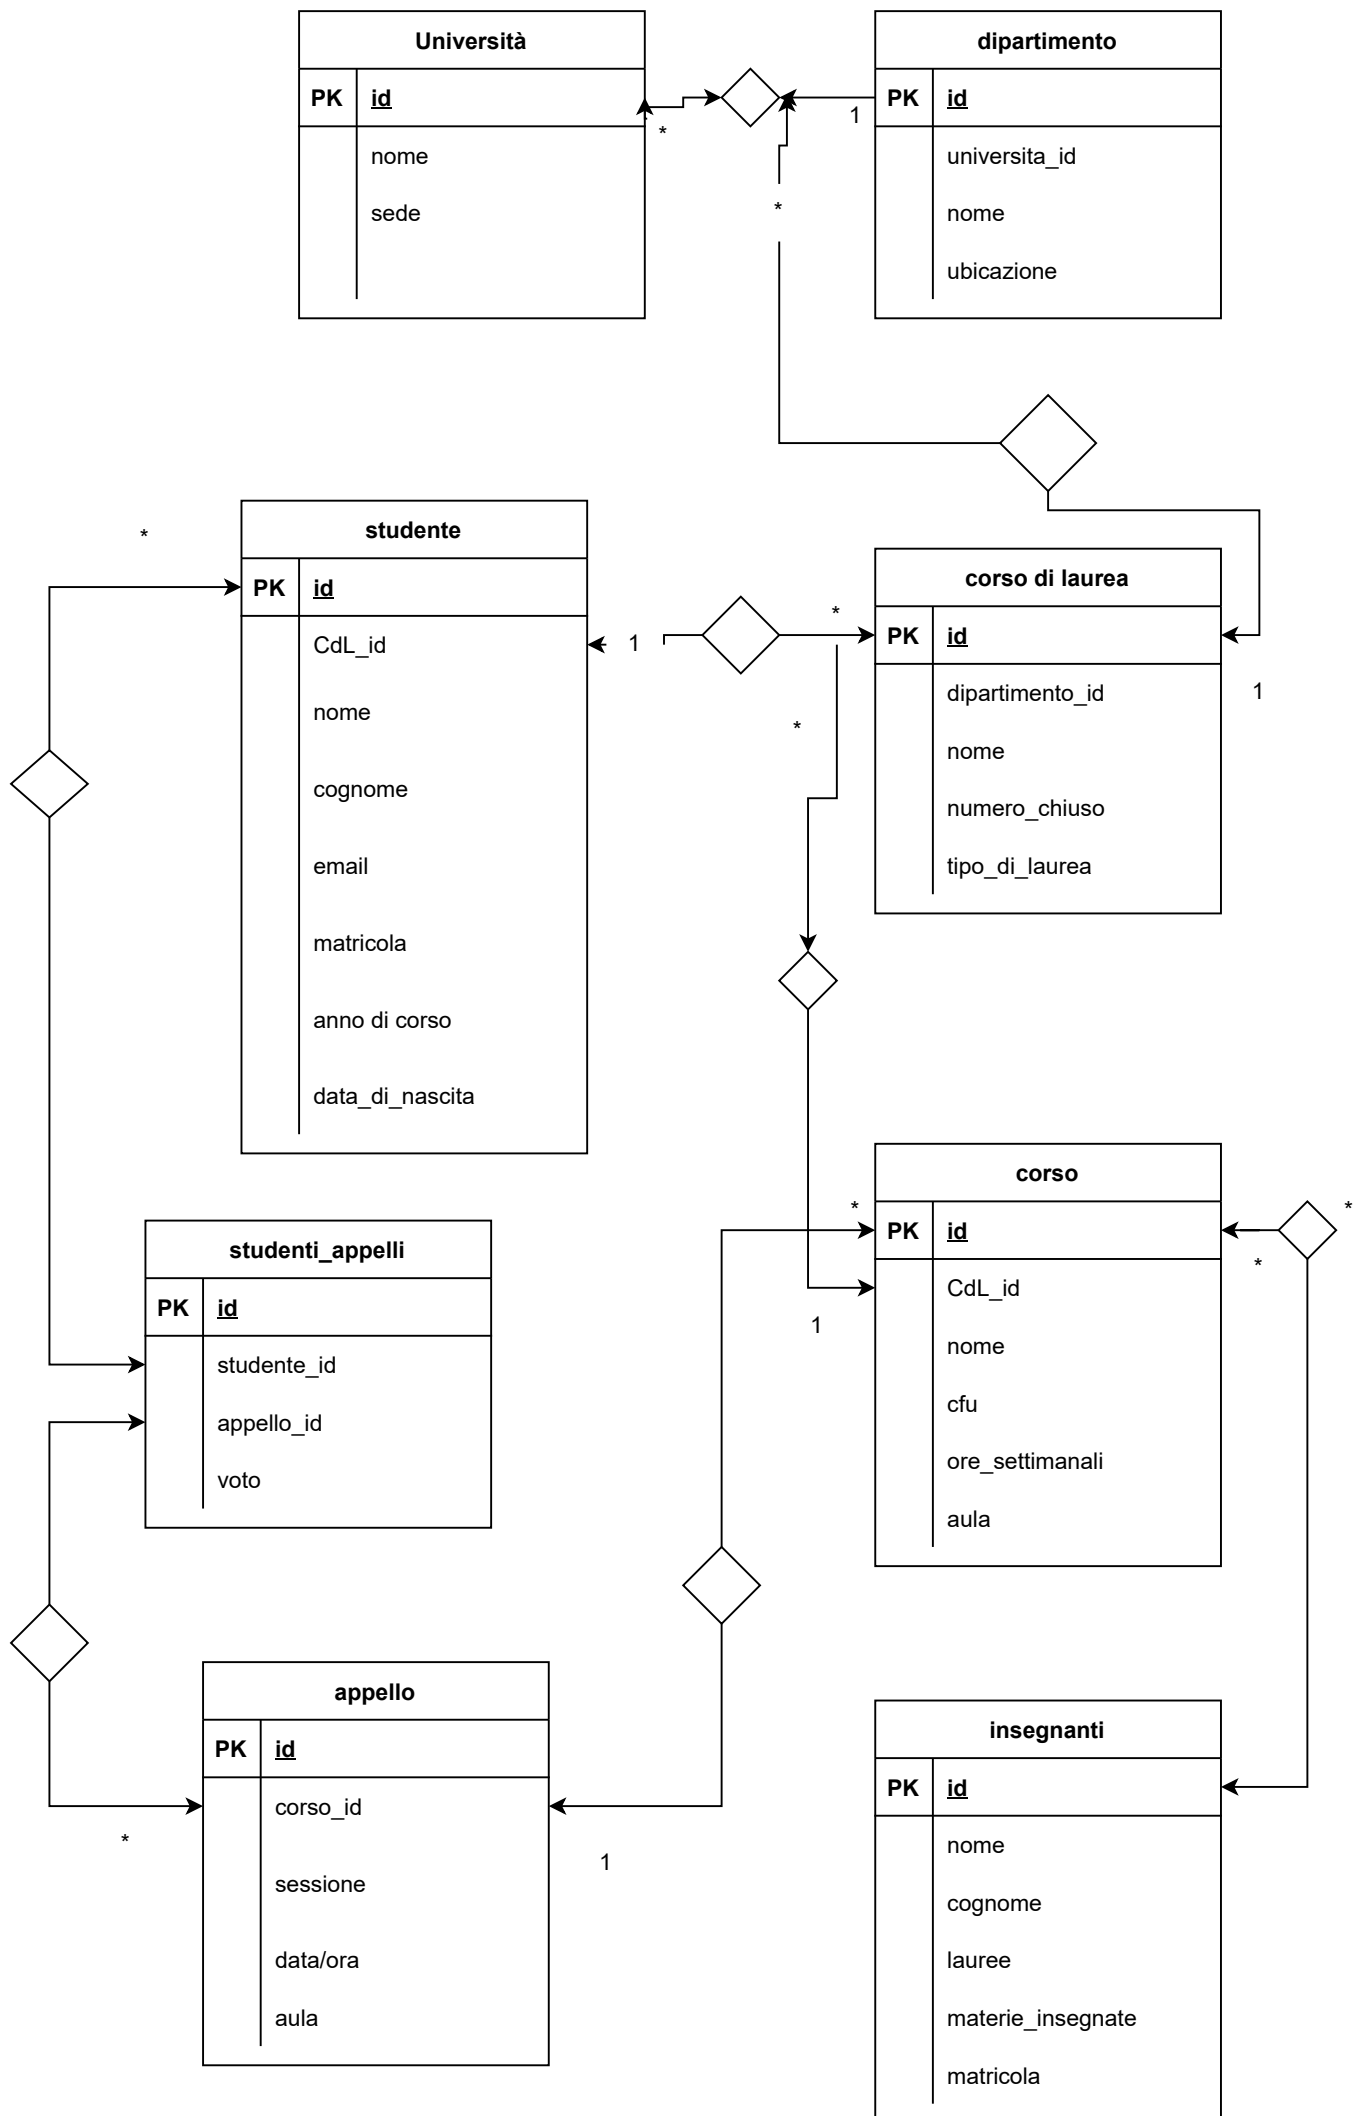 Università
PK id
nome
sede
*
1
dipartimento
PK id
universita_id
nome
ubicazione
*
*
studente
PK id
CdL_id
nome
cognome
email
matricola
anno di corso
data_di_nascita
1
*
*
corso di laurea
PK id
dipartimento_id
nome
numero_chiuso
tipo_di_laurea
1
studenti_appelli
PK id
studente_id
appello_id
voto
*
1
corso
PK id
CdL_id
nome
cfu
ore_settimanali
aula
*
*
appello
PK id
corso_id
sessione
data/ora
aula
*
1
insegnanti
PK id
nome
cognome
lauree
materie_insegnate
matricola